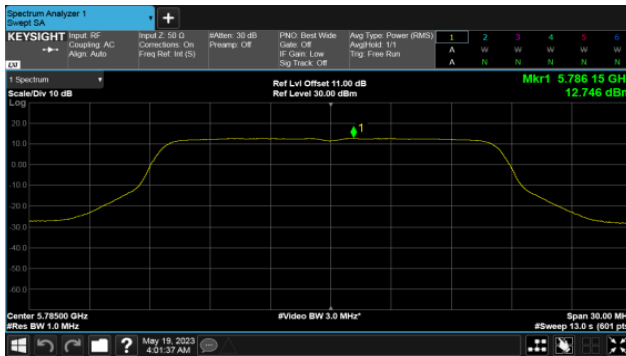 Spectrum Analyzer 1
Swept SA
+
KEYSIGHT
Input: RF
Coupling: AC
Align: Auto
Input Z: 50 Ω
Corrections: On
Freq Ref: Int (S)
#Atten: 30 dB
Preamp: Off
PNO: Best Wide
Gate: Off
IF Gain: Low
Sig Track: Off
Avg Type: Power (RMS)
Avg|Hold: 1/1
Trig: Free Run
1 2 3 4 5 6
A W W W W W
A N N N N N
LXI
1 Spectrum
Scale/Div 10 dB
Log
Ref Lvl Offset 11.00 dB
Ref Level 30.00 dBm
Mkr1 5.786 15 GH
12.746 dBm
1
20.0
10.0
0.00
-10.0
-20.0
-30.0
-40.0
-50.0
-60.0
Center 5.78500 GHz
#Res BW 1.0 MHz
#Video BW 3.0 MHz*
Span 30.00 MH
#Sweep 13.0 s (601 pts
?
May 19, 2023
4:01:37 AM